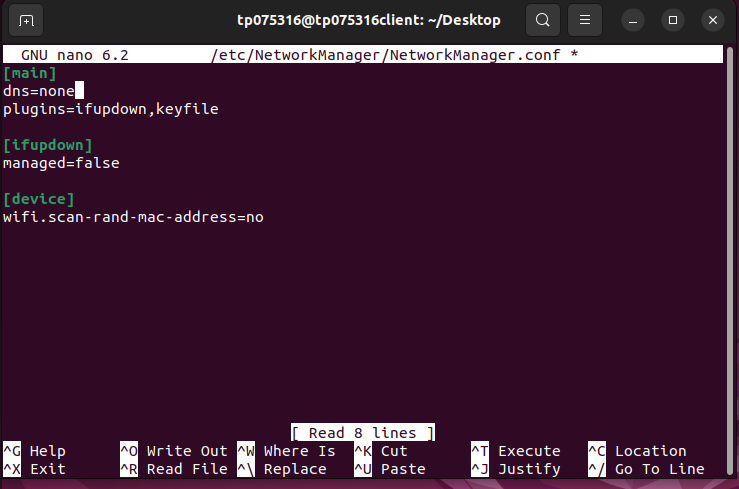 tp075316@tp075316client: ~/Desktop
GNU nano 6.2 /etc/NetworkManager/NetworkManager.conf *
[main]
dns=none
plugins=ifupdown,keyfile
[ifupdown]
managed=false
[device]
wifi.scan-rand-mac-address=no
[ Read 8 lines ]
^G Help ^O Write Out ^W Where Is ^K Cut ^T Execute ^C Location
^X Exit ^R Read File ^\ Replace ^U Paste ^J Justify ^/ Go To Line